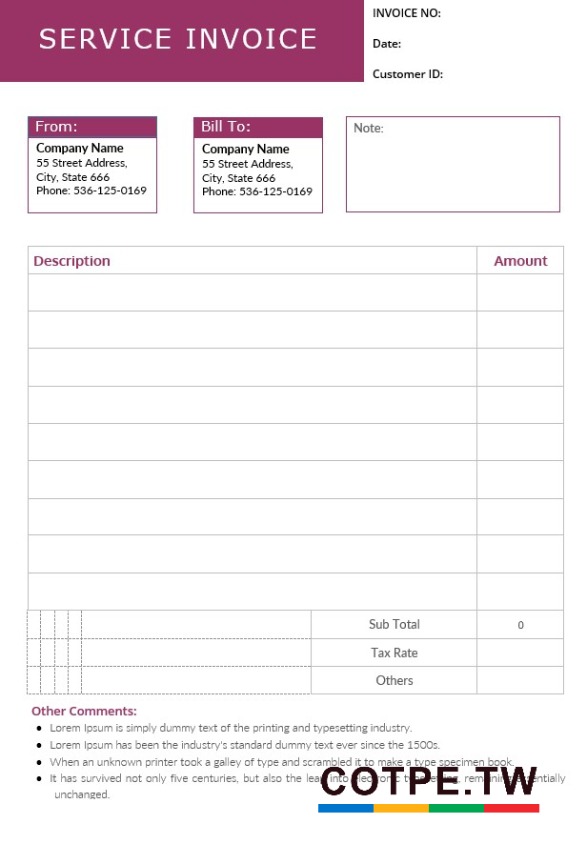 SERVICE INVOICE
INVOICE NO:
Date:
Customer ID:
From:
Company Name
55 Street Address,
City, State 666
Phone: 536-125-0169
Bill To:
Company Name
55 Street Address,
City, State 666
Phone: 536-125-0169
Note:
Description Amount
Sub Total 0
Tax Rate
Others
Other Comments:
● Lorem Ipsum is simply dummy text of the printing and typesetting industry.
● Lorem Ipsum has been the industry's standard dummy text ever since the 1500s.
● When an unknown printer took a galley of type and scrambled it to make a type specimen book.
● It has survived not only five centuries, but also the leap into electronic typesetting, remaining essentially
unchanged.
COTPE.TW